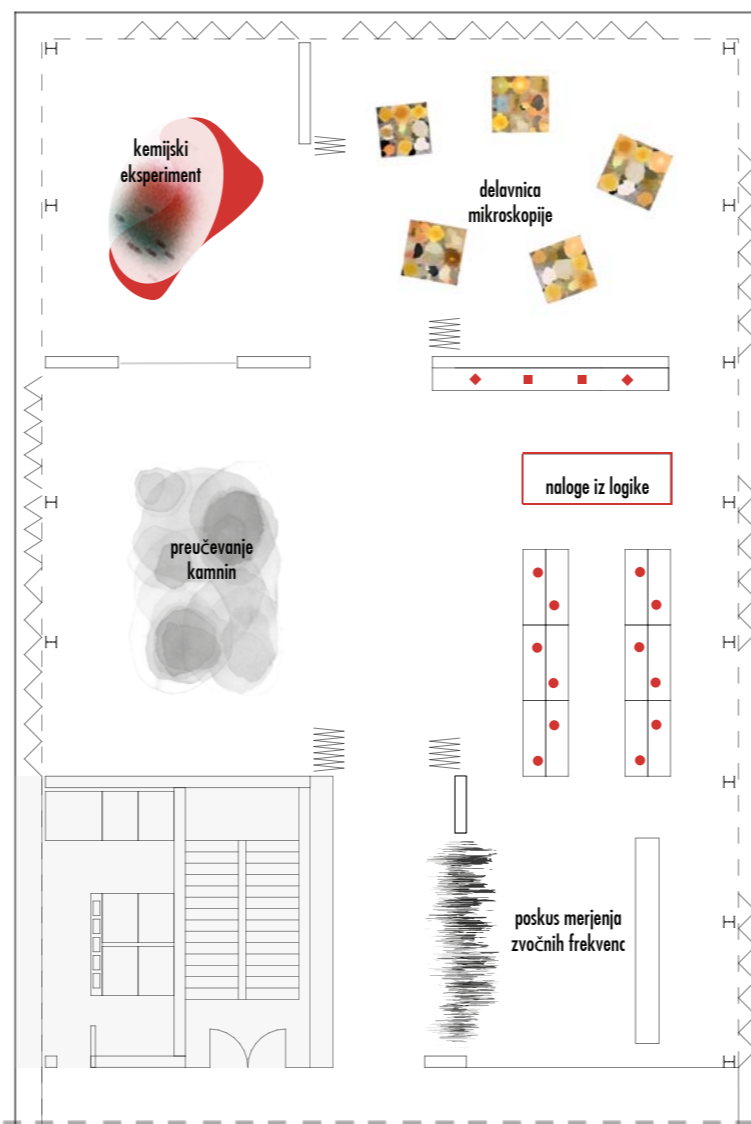 kemijski
eksperiment
delavnica
mikroskopije
naloge iz logike
preučevanje
kamnin
poskus merjenja
zvočnih frekvenc